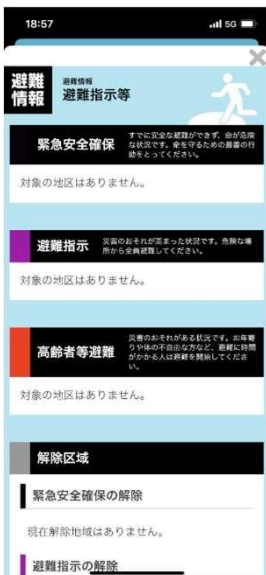 18:57
5G
避難
情報
避難情報
避難指示等
緊急安全確保
すでに安全な避難ができず、命が危険
な状況です。命を守るための最善の行
動をとってください。
対象の地区はありません。
避難指示
災害のおそれが高まった状況です。危険な場
所から全員避難してください。
対象の地区はありません。
高齢者等避難
災害のおそれがある状況です。お年寄
りや体の不自由な方など、避難に時間
がかかる人は避難を開始してくださ
い。
対象の地区はありません。
解除区域
緊急安全確保の解除
現在解除地域はありません。
避難指示の解除